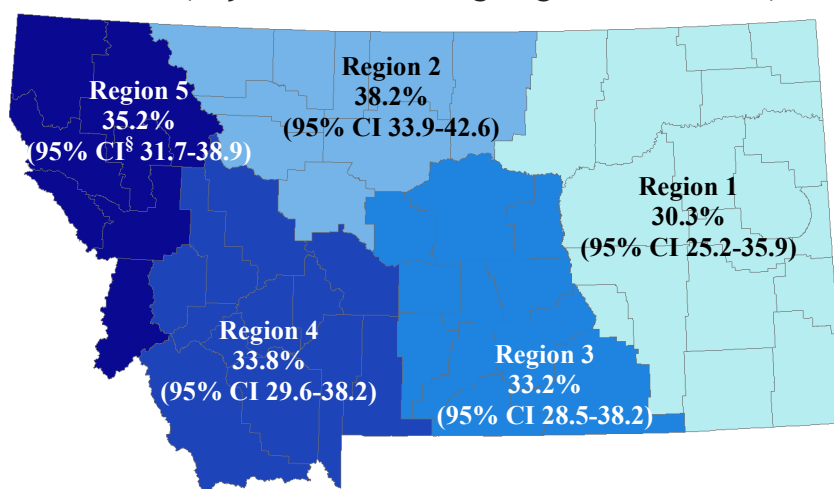 Region 2
38.2%
(95% CI 33.9-42.6)
Region 5
35.2%
(95% CI§ 31.7-38.9)
Region 1
30.3%
(95% CI 25.2-35.9)
Region 4
33.8%
(95% CI 29.6-38.2)
Region 3
33.2%
(95% CI 28.5-38.2)